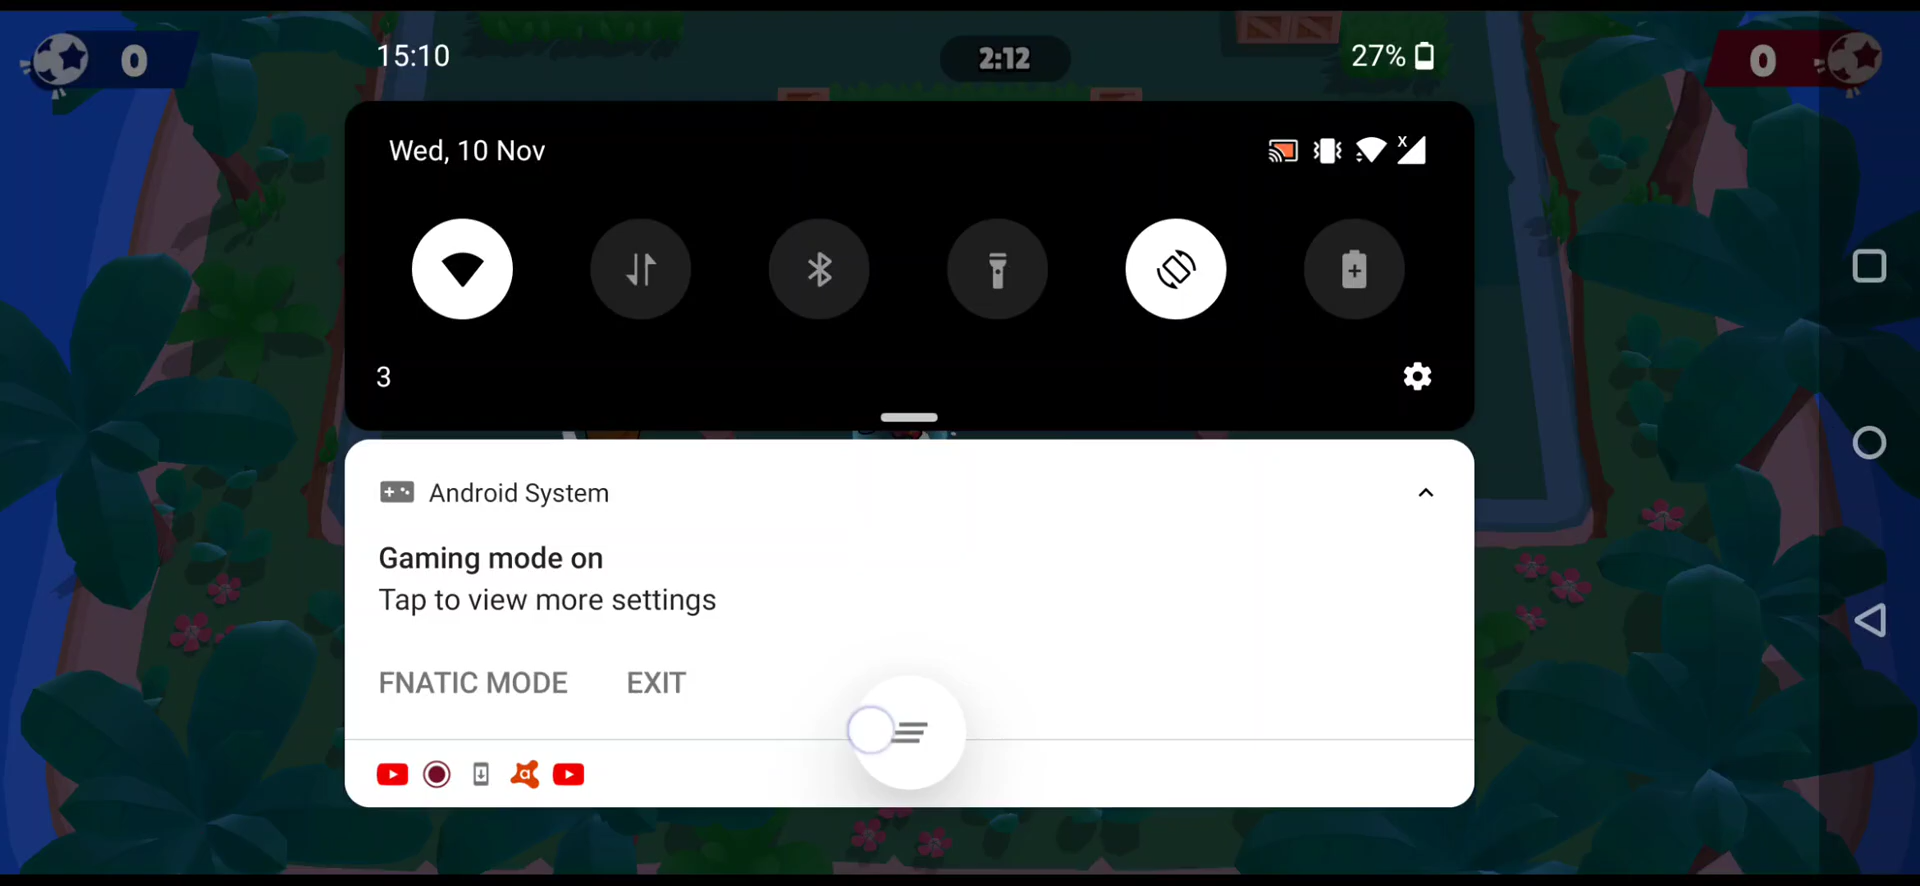 0
15:10
2:12
27%
0
Wed, 10 Nov
3
Android System
Gaming mode on
Tap to view more settings
FNATIC MODE EXIT